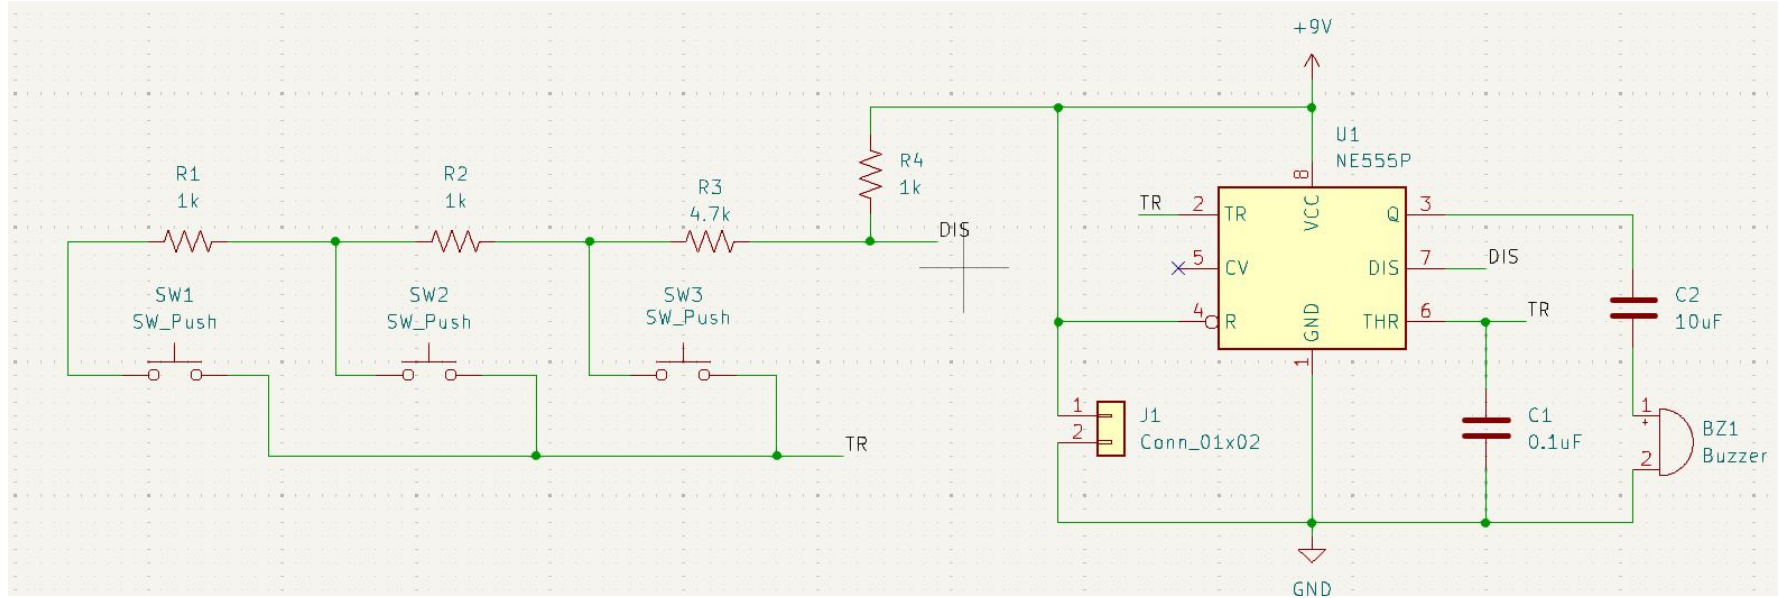 +9V
R1
1k
R2
1k
R3
4.7k
R4
1k
DIS
SW1
SW_Push
SW2
SW_Push
SW3
SW_Push
TR
U1
NE555P
TR
2
TR
8
VCC
Q
3
5
CV
DIS
7
DIS
4
R
GND
1
THR
6
TR
C2
10uF
1
2
J1
Conn_01x02
C1
0.1uF
1
+
2
BZ1
Buzzer
GND